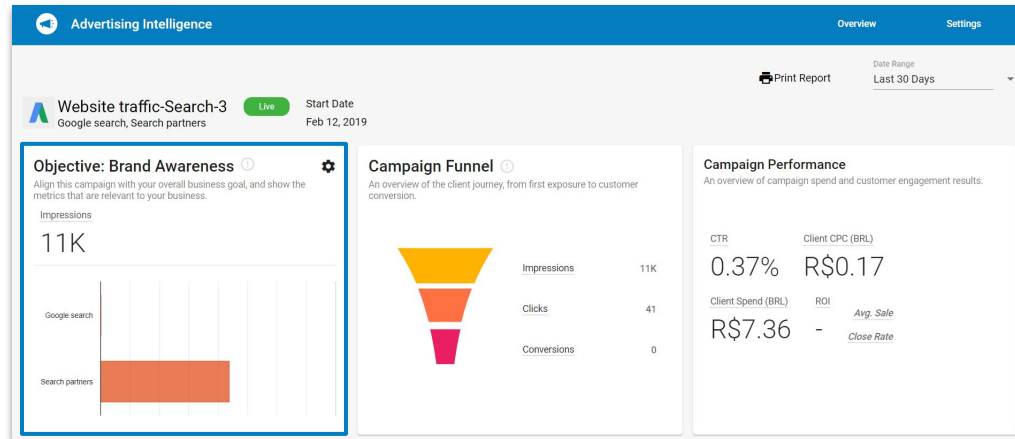 Advertising Intelligence
Overview
Settings
Print Report
Date Range
Last 30 Days
Website traffic-Search-3
Live
Google search, Search partners
Start Date
Feb 12, 2019
Objective: Brand Awareness
Align this campaign with your overall business goal, and show the
metrics that are relevant to your business.
Impressions
11K
Google search
Search partners
Campaign Funnel
An overview of the client journey, from first exposure to customer
conversion.
Impressions 11K
Clicks 41
Conversions 0
Campaign Performance
An overview of campaign spend and customer engagement results.
CTR
0.37%
Client CPC (BRL)
R$0.17
Client Spend (BRL)
R$7.36
ROI
-
Avg. Sale
Close Rate